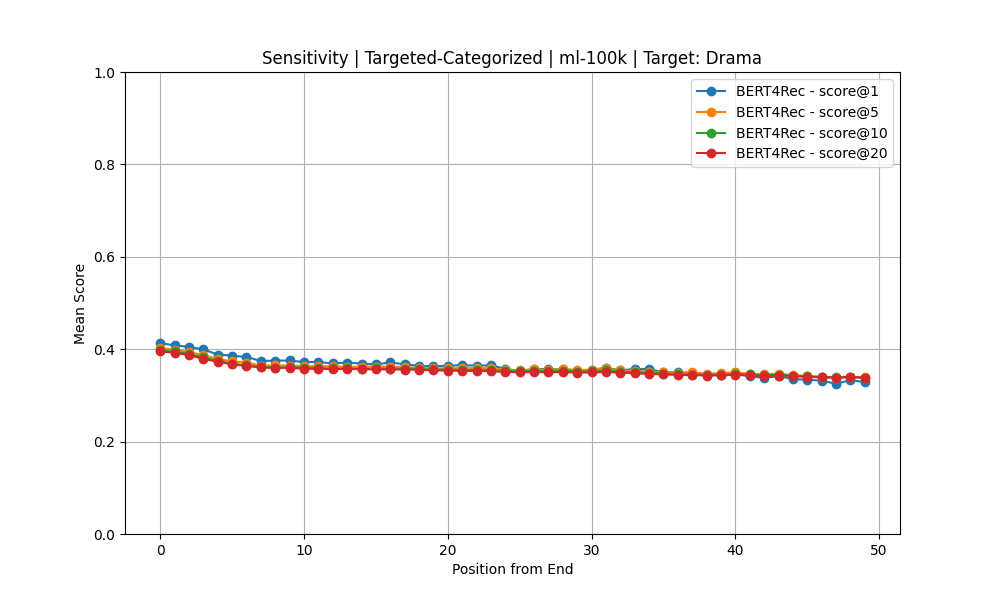 Sensitivity | Targeted-Categorized | ml-100k | Target: Drama
BERT4Rec - score@1
BERT4Rec - score@5
BERT4Rec - score@10
BERT4Rec - score@20
Mean Score
1.0
0.8
0.6
0.4
0.2
0.0
0
10
20
30
40
50
Position from End